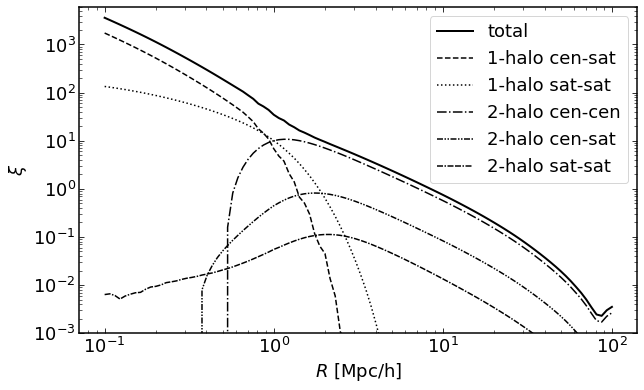 total
1-halo cen-sat
1-halo sat-sat
2-halo cen-cen
2-halo cen-sat
2-halo sat-sat
10³
10²
10¹
10⁰
10⁻¹
10⁻²
10⁻³
ξ
10⁻¹ 10⁰ 10¹ 10²
R [Mpc/h]